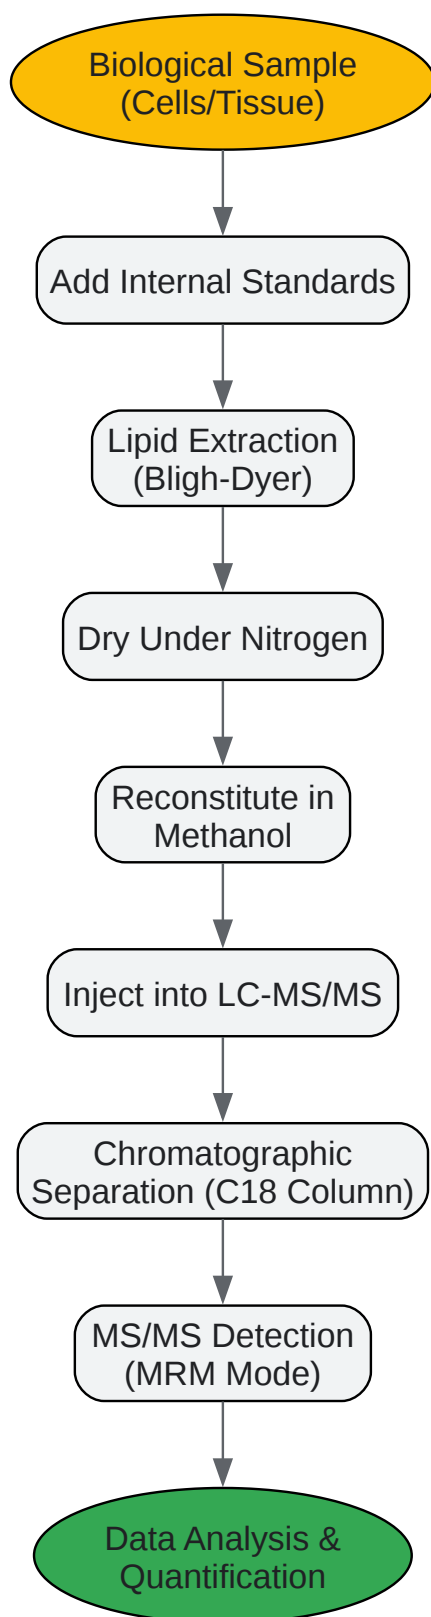 Biological Sample
(Cells/Tissue)
Add Internal Standards
Lipid Extraction
(Bligh-Dyer)
Dry Under Nitrogen
Reconstitute in
Methanol
Inject into LC-MS/MS
Chromatographic
Separation (C18 Column)
MS/MS Detection
(MRM Mode)
Data Analysis &
Quantification